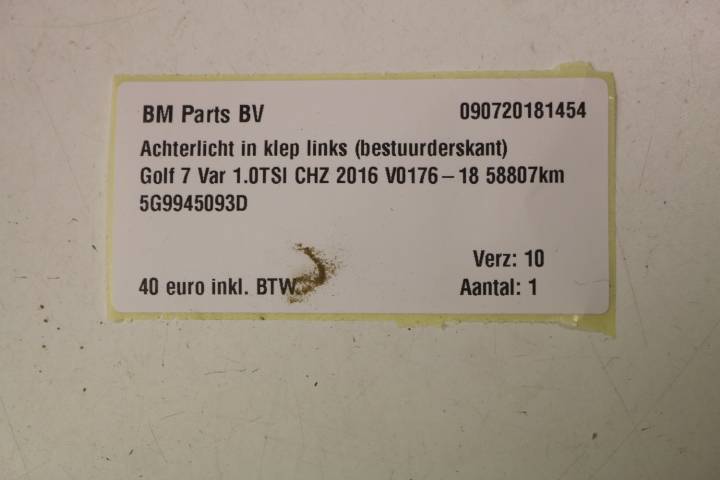 BM Parts BV 090720181454
Achterlicht in klep links (bestuurderskant)
Golf 7 Var 1.0TSI CHZ 2016 V0176-18 58807km
5G9945093D
Verz: 10
40 euro inkl. BTW. Aantal: 1